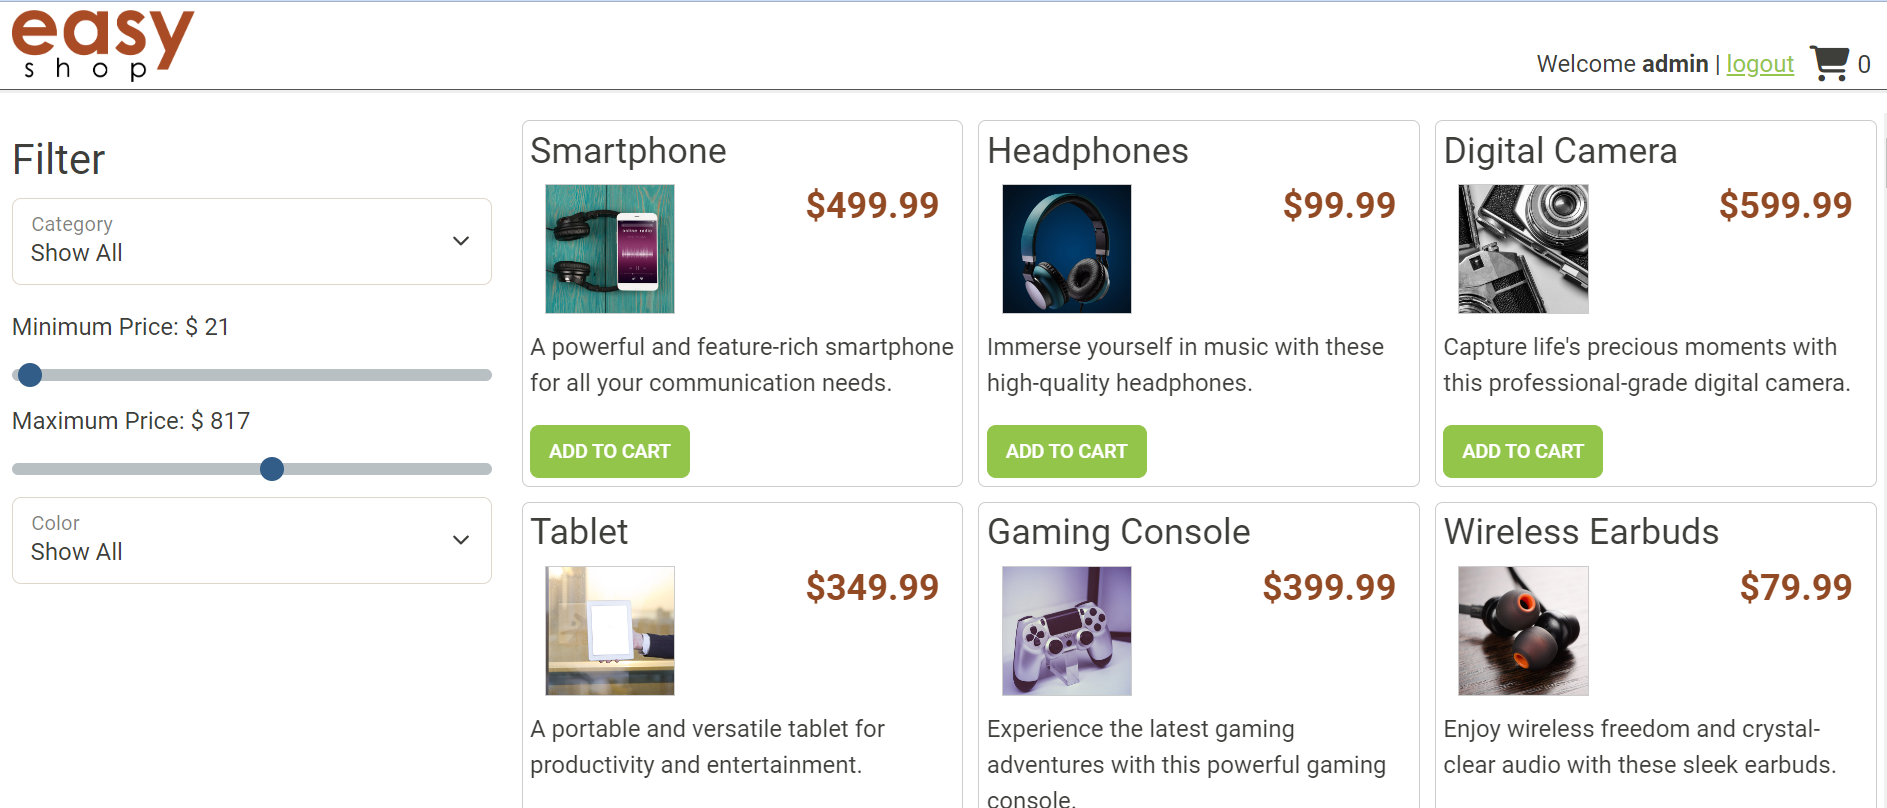 easy
shop
Welcome admin | logout 0
Filter
Category
Show All
Minimum Price: $ 21
Maximum Price: $ 817
Color
Show All
Smartphone
$499.99
A powerful and feature-rich smartphone
for all your communication needs.
ADD TO CART
Headphones
$99.99
Immerse yourself in music with these
high-quality headphones.
ADD TO CART
Digital Camera
$599.99
Capture life's precious moments with
this professional-grade digital camera.
ADD TO CART
Tablet
$349.99
A portable and versatile tablet for
productivity and entertainment.
Gaming Console
$399.99
Experience the latest gaming
adventures with this powerful gaming
console.
Wireless Earbuds
$79.99
Enjoy wireless freedom and crystal-
clear audio with these sleek earbuds.